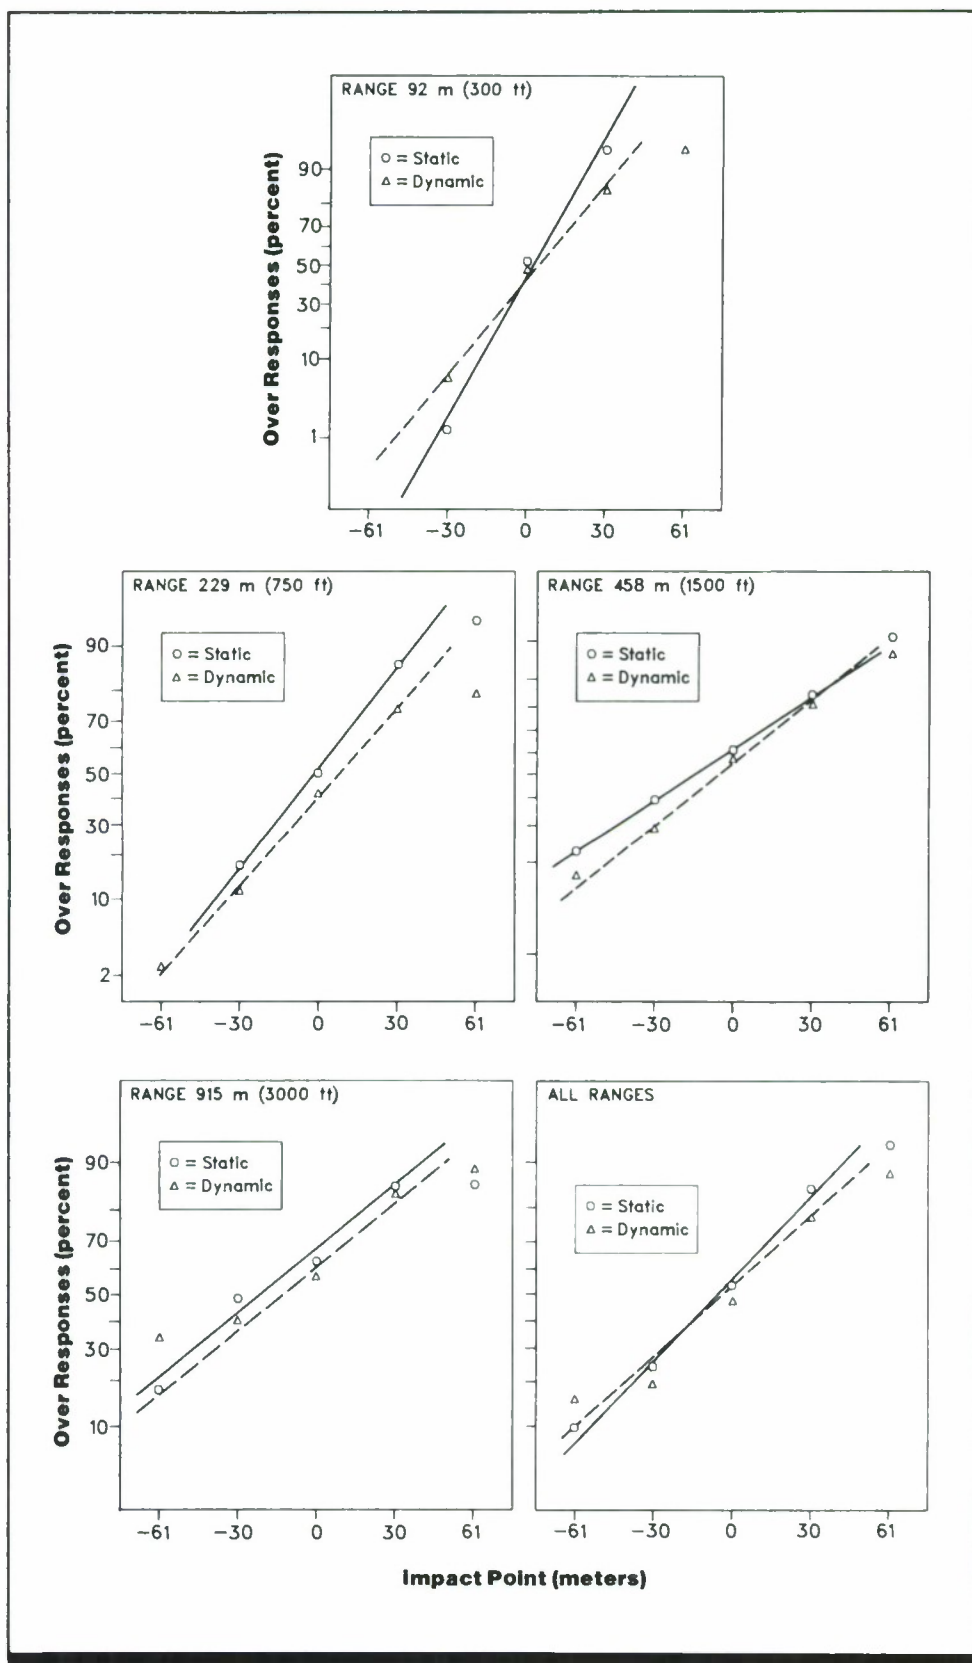 RANGE 92 m (300 ft)
○ = Static
△ = Dynamic
Over Responses (percent)
90
70
50
30
10
1
-61 -30 0 30 61
RANGE 229 m (750 ft)
○ = Static
△ = Dynamic
Over Responses (percent)
90
70
50
30
10
2
-61 -30 0 30 61
RANGE 458 m (1500 ft)
○ = Static
△ = Dynamic
-61 -30 0 30 61
RANGE 915 m (3000 ft)
○ = Static
△ = Dynamic
Over Responses (percent)
90
70
50
30
10
-61 -30 0 30 61
ALL RANGES
○ = Static
△ = Dynamic
-61 -30 0 30 61
Impact Point (meters)